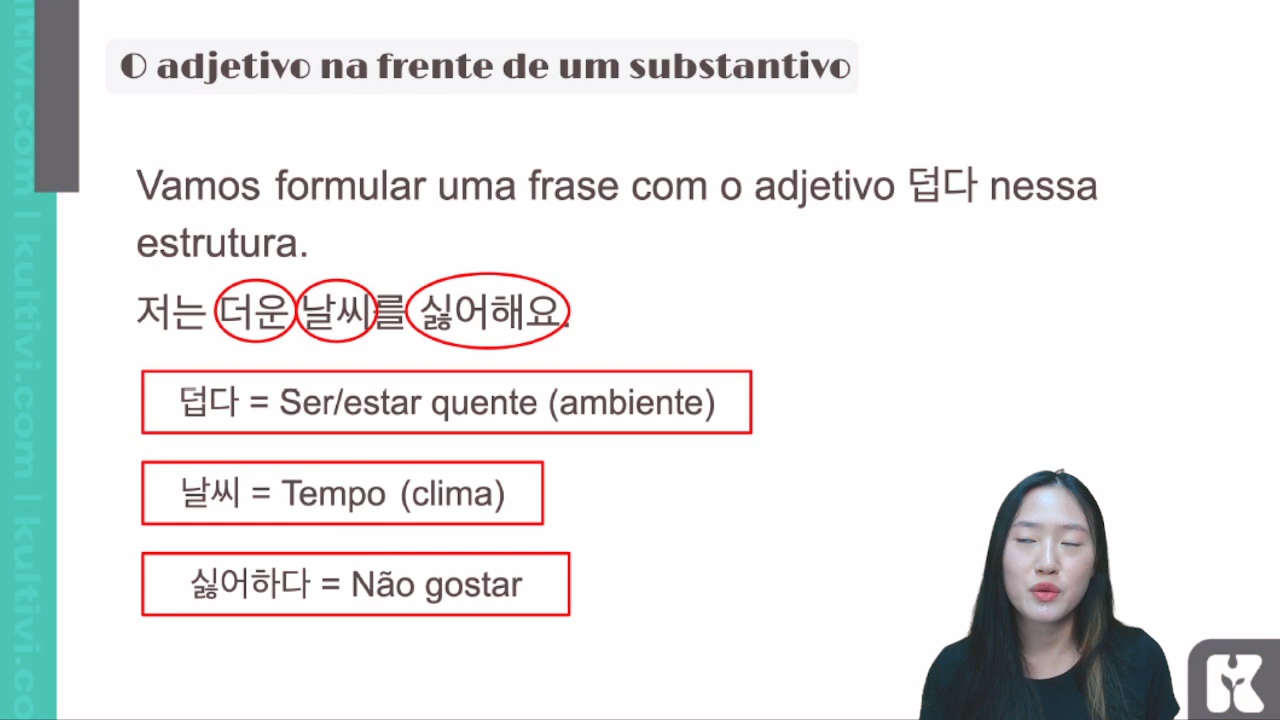 O adjetivo na frente de um substantivo
Vamos formular uma frase com o adjetivo 덥다 nessa
estrutura.
저는 더운 날씨를 싫어해요.
덥다 = Ser/estar quente (ambiente)
날씨 = Tempo (clima)
싫어하다 = Não gostar
ltivi.com | kultivi.com | kultivi.co
K